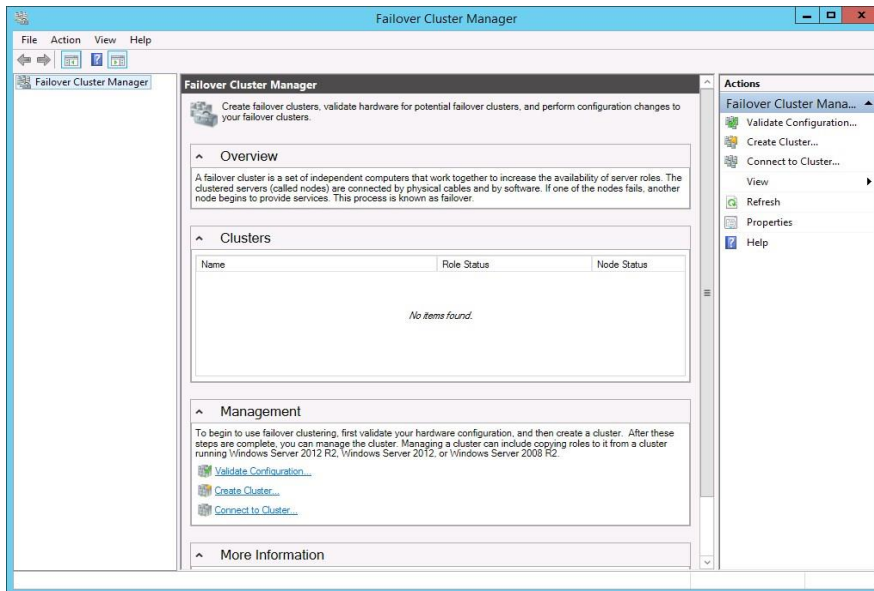 Failover Cluster Manager
File Action View Help
Failover Cluster Manager
Failover Cluster Manager
Create failover clusters, validate hardware for potential failover clusters, and perform configuration changes to
your failover clusters.
Overview
A failover cluster is a set of independent computers that work together to increase the availability of server roles. The
clustered servers (called nodes) are connected by physical cables and by software. If one of the nodes fails, another
node begins to provide services. This process is known as failover.
Clusters
Name Role Status Node Status
No items found.
Management
To begin to use failover clustering, first validate your hardware configuration, and then create a cluster. After these
steps are complete, you can manage the cluster. Managing a cluster can include copying roles to it from a cluster
running Windows Server 2012 R2, Windows Server 2012, or Windows Server 2008 R2.
Validate Configuration...
Create Cluster...
Connect to Cluster...
More Information
Actions
Failover Cluster Mana...
Validate Configuration...
Create Cluster...
Connect to Cluster...
View
Refresh
Properties
Help